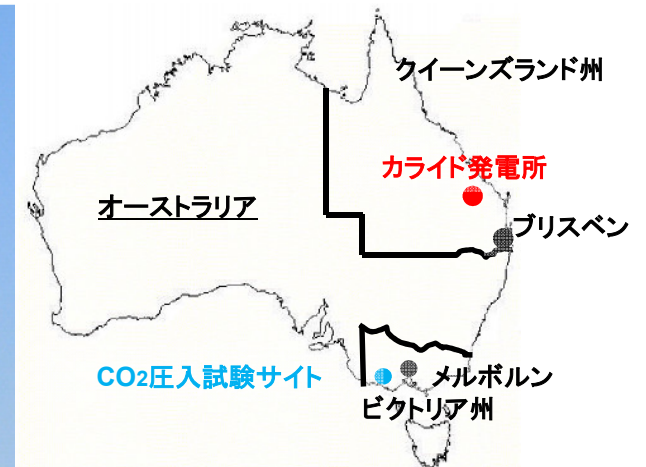 クイーンズランド州
カライド発電所
オーストラリア
ブリスベン
CO2圧入試験サイト
メルボルン
ビクトリア州